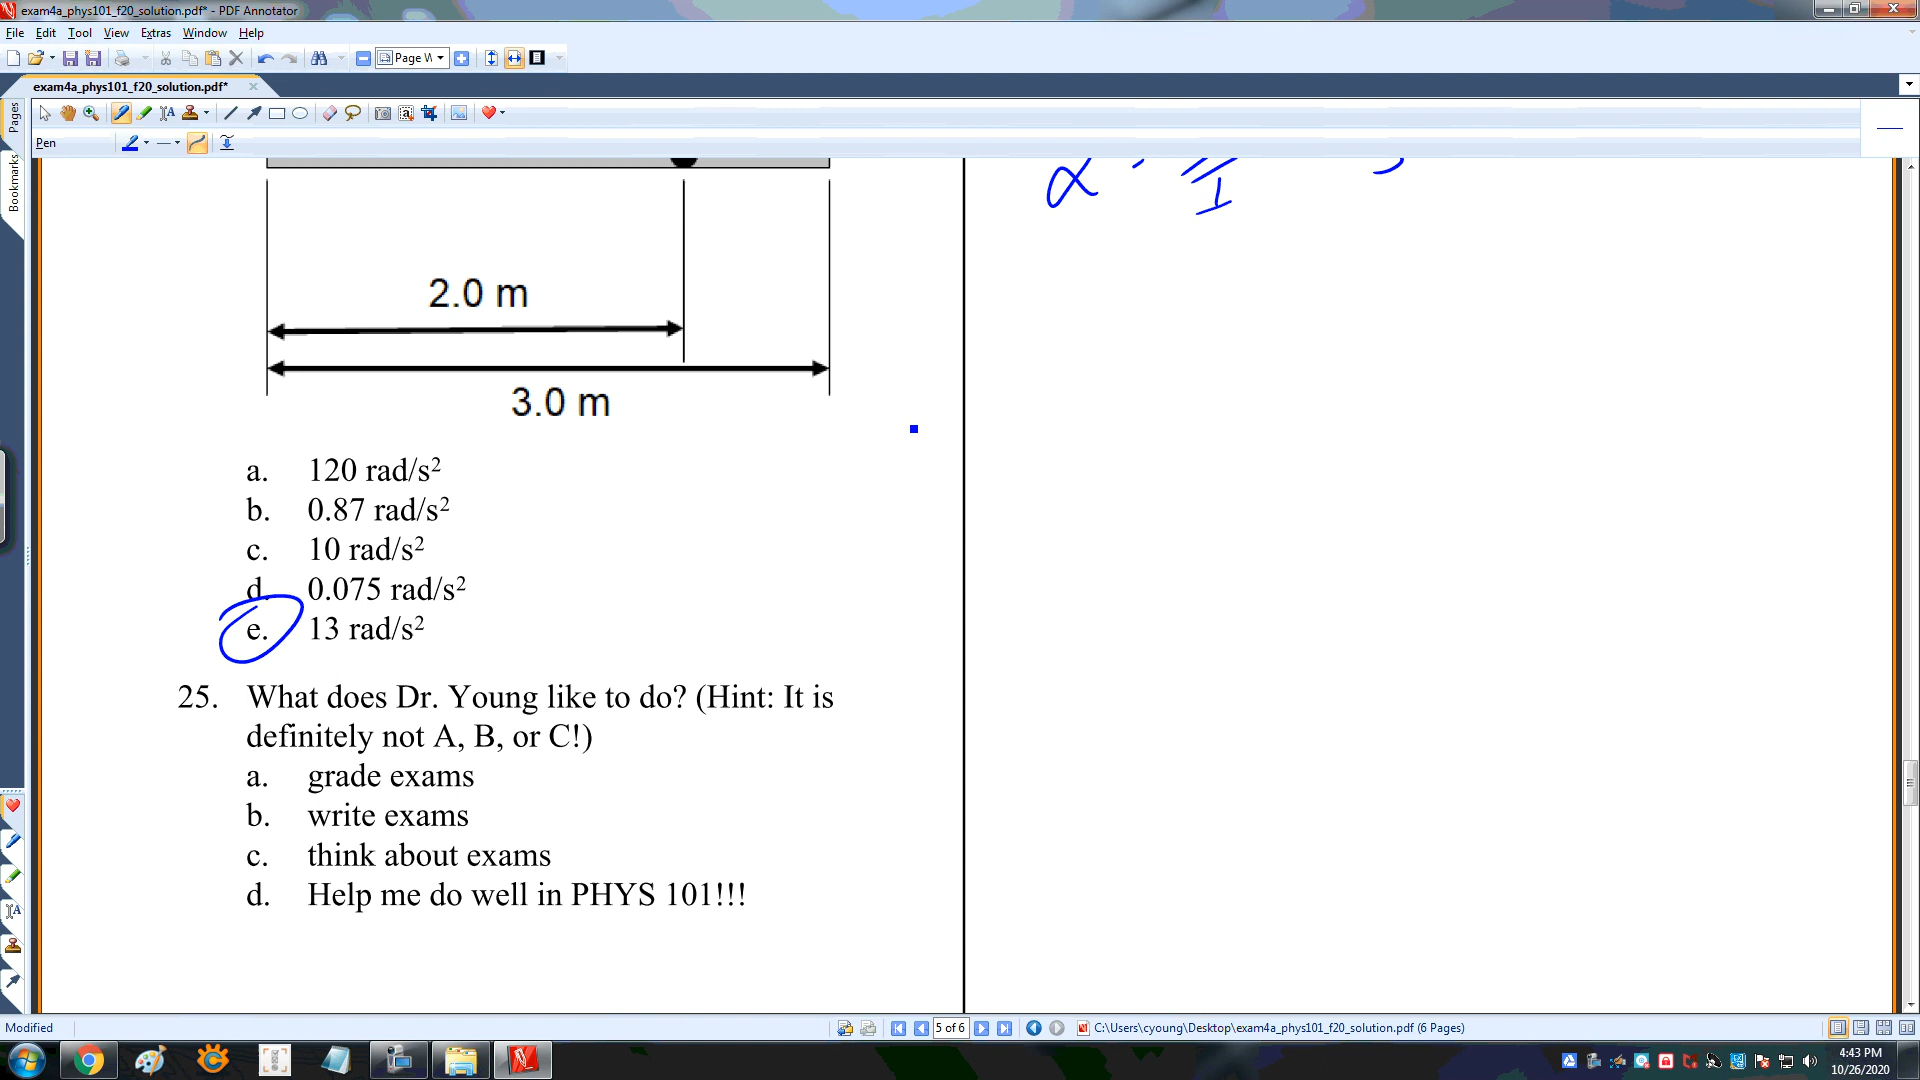 exam4a_phys101_f20_solution.pdf* - PDF Annotator
File Edit Tool View Extras Window Help
Page W
exam4a_phys101_f20_solution.pdf*
Pen
Pages
Bookmarks
α
I
2.0 m
3.0 m
a. 120 rad/s²
b. 0.87 rad/s²
c. 10 rad/s²
d. 0.075 rad/s²
e. 13 rad/s²
25. What does Dr. Young like to do? (Hint: It is
definitely not A, B, or C!)
a. grade exams
b. write exams
c. think about exams
d. Help me do well in PHYS 101!!!
Modified
5 of 6
C:\Users\cyoung\Desktop\exam4a_phys101_f20_solution.pdf (6 Pages)
4:43 PM
10/26/2020